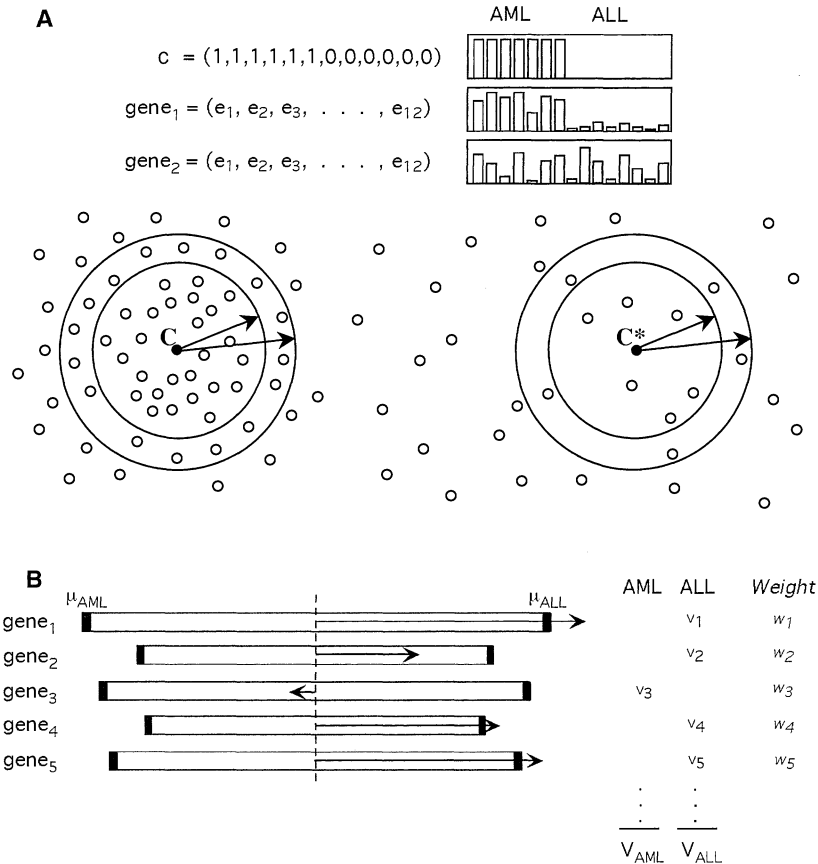 A
AML ALL
c = (1,1,1,1,1,1,0,0,0,0,0,0)
gene1 = (e1, e2, e3, . . . . , e12)
gene2 = (e1, e2, e3, . . . . , e12)
C
C*
B
μAML μALL
AML ALL Weight
gene1 v1 w1
gene2 v2 w2
gene3 v3 w3
gene4 v4 w4
gene5 v5 w5
VAML VALL